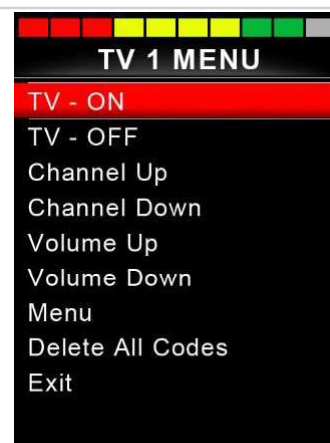 TV 1 MENU
TV - ON
TV - OFF
Channel Up
Channel Down
Volume Up
Volume Down
Menu
Delete All Codes
Exit